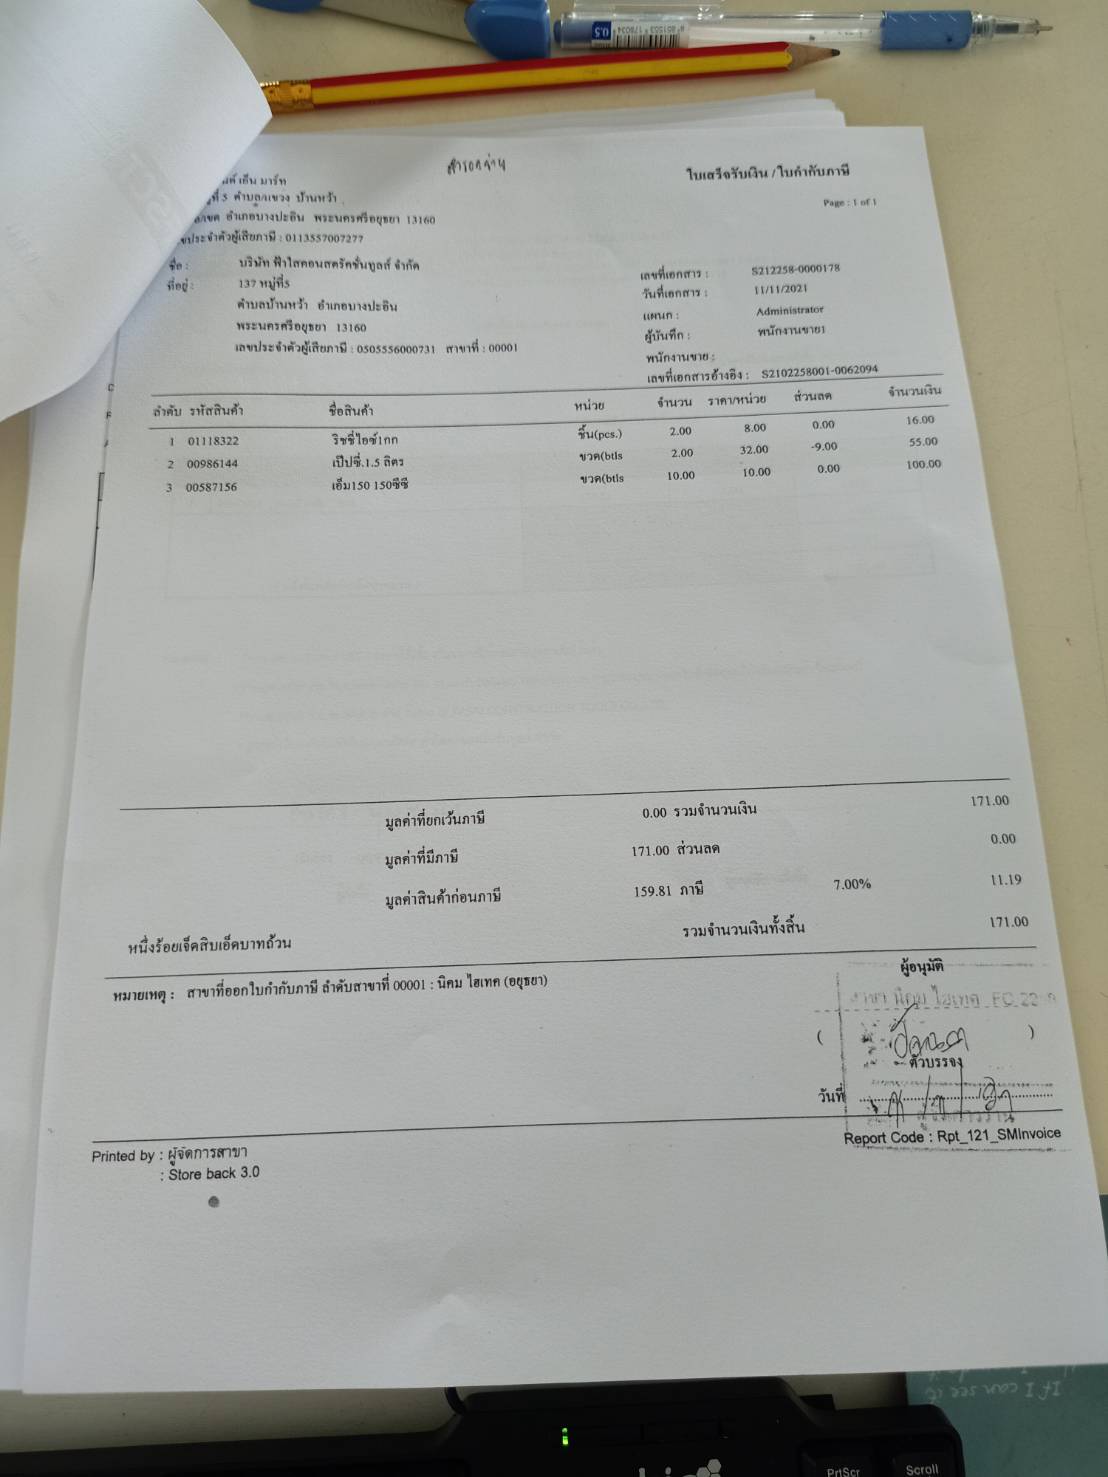 0.5
8 851553 178034
สำรองจ่าย
ใบเสร็จรับเงิน / ใบกำกับภาษี
Page : 1 of 1
เอ็น มาร์ท
ที่ 5 ตำบล/แขวง บ้านหว้า
อำเภอบางปะอิน พระนครศรีอยุธยา 13160
ประจำตัวผู้เสียภาษี : 0113557007277
ชื่อ : บริษัท ฟ้าใสคอนสตรัคชั่นทูลส์ จำกัด
ที่อยู่ : 137 หมู่ที่5
ตำบลบ้านหว้า อำเภอบางปะอิน
พระนครศรีอยุธยา 13160
เลขประจำตัวผู้เสียภาษี : 0505556000731 สาขาที่ : 00001
เลขที่เอกสาร : S212258-0000178
วันที่เอกสาร : 11/11/2021
แผนก : Administrator
ผู้บันทึก : พนักงานขาย1
พนักงานขาย :
เลขที่เอกสารอ้างอิง : S2102258001-0062094
ลำดับ รหัสสินค้า ชื่อสินค้า หน่วย จำนวน ราคา/หน่วย ส่วนลด จำนวนเงิน
1 01118322 ริชชี่ไอซ์1กก ชิ้น(pcs.) 2.00 8.00 0.00 16.00
2 00986144 เป๊ปซี่.1.5 ลิตร ขวด(btls 2.00 32.00 -9.00 55.00
3 00587156 เอ็ม150 150ซีซี ขวด(btls 10.00 10.00 0.00 100.00
มูลค่าที่ยกเว้นภาษี 0.00 รวมจำนวนเงิน 171.00
มูลค่าที่มีภาษี 171.00 ส่วนลด 0.00
มูลค่าสินค้าก่อนภาษี 159.81 ภาษี 7.00% 11.19
หนึ่งร้อยเจ็ดสิบเอ็ดบาทถ้วน รวมจำนวนเงินทั้งสิ้น 171.00
หมายเหตุ : สาขาที่ออกใบกำกับภาษี ลำดับสาขาที่ 00001 : นิคม ไฮเทค (อยุธยา)
ผู้อนุมัติ
สาขา นิคม ไฮเทค
( )
ตัวบรรจง
วันที่
Report Code : Rpt_121_SMInvoice
Printed by : ผู้จัดการสาขา
: Store back 3.0
If I can see it
PrtScr
Scroll